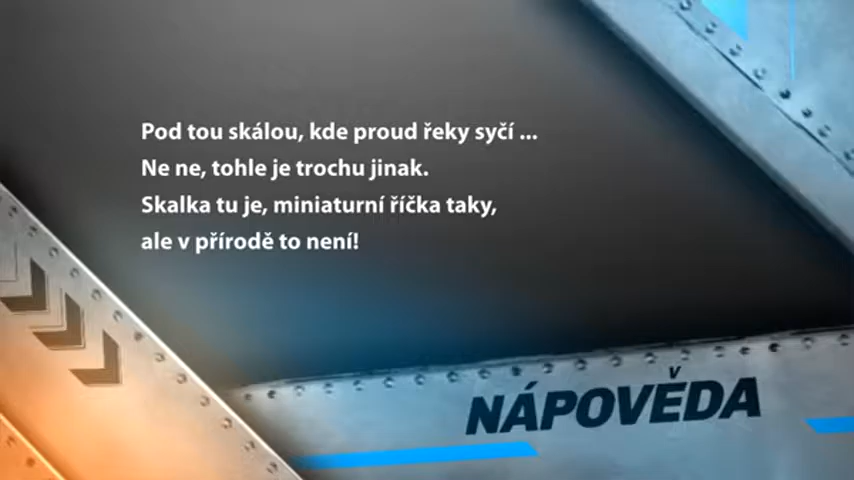 Pod tou skálou, kde proud řeky syčí ...
Ne ne, tohle je trochu jinak.
Skalka tu je, miniaturní říčka taky,
ale v přírodě to není!
NÁPOVĚDA